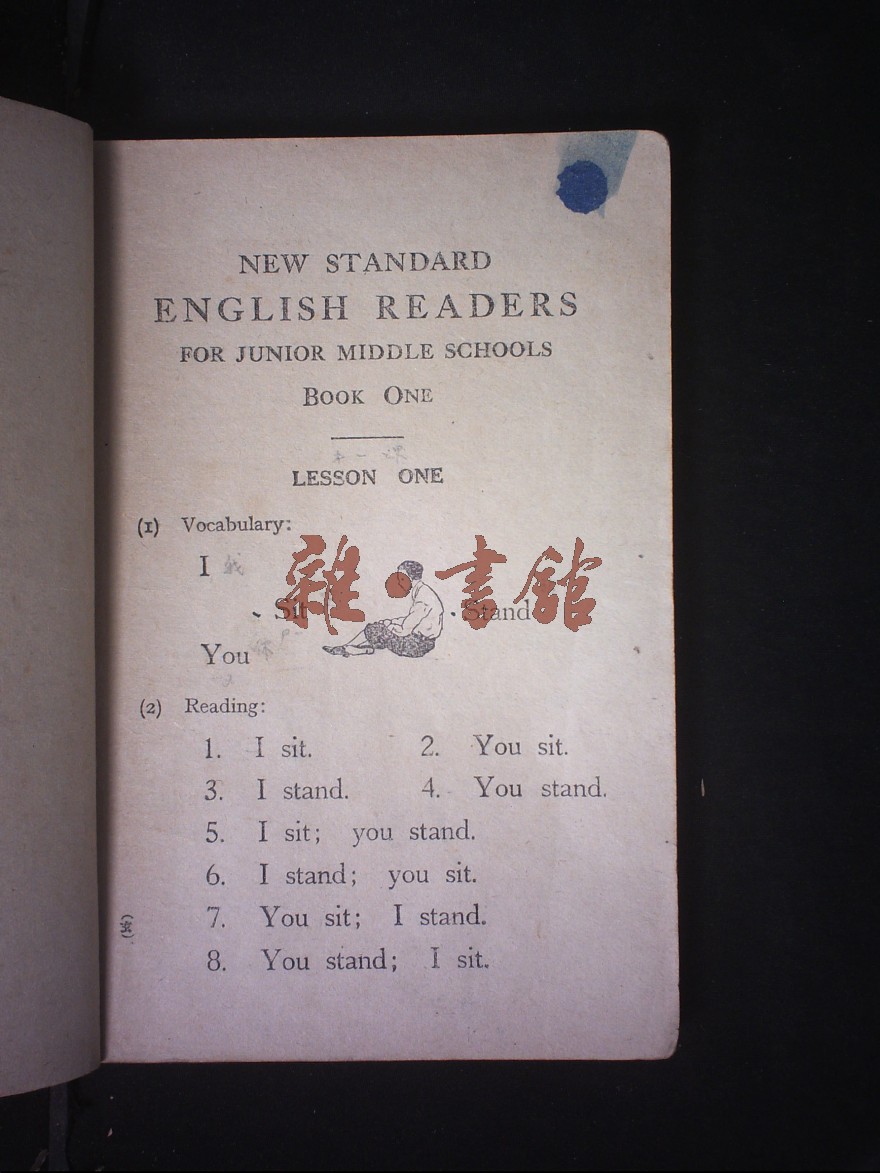 NEW STANDARD
ENGLISH READERS
FOR JUNIOR MIDDLE SCHOOLS
BOOK ONE
LESSON ONE
(1) Vocabulary:
I 我
雜·書館
Sit Stand
You 你
(2) Reading:
1. I sit. 2. You sit.
3. I stand. 4. You stand.
5. I sit; you stand.
6. I stand; you sit.
7. You sit; I stand.
8. You stand; I sit.